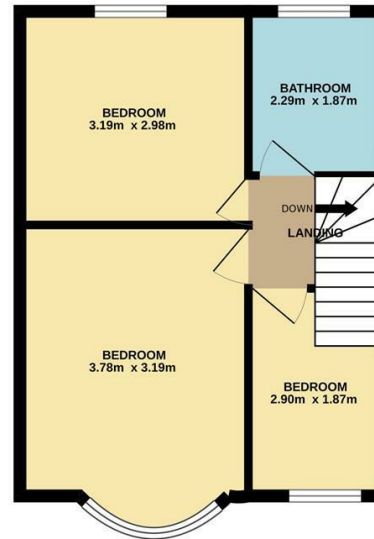 BEDROOM
3.19m x 2.98m
BATHROOM
2.29m x 1.87m
DOWN
LANDING
BEDROOM
3.78m x 3.19m
BEDROOM
2.90m x 1.87m